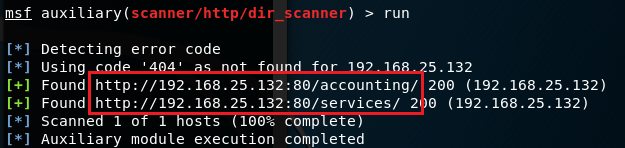 msf auxiliary(scanner/http/dir_scanner) > run
[*] Detecting error code
[*] Using code '404' as not found for 192.168.25.132
[+] Found http://192.168.25.132:80/accounting/ 200 (192.168.25.132)
[+] Found http://192.168.25.132:80/services/ 200 (192.168.25.132)
[*] Scanned 1 of 1 hosts (100% complete)
[*] Auxiliary module execution completed